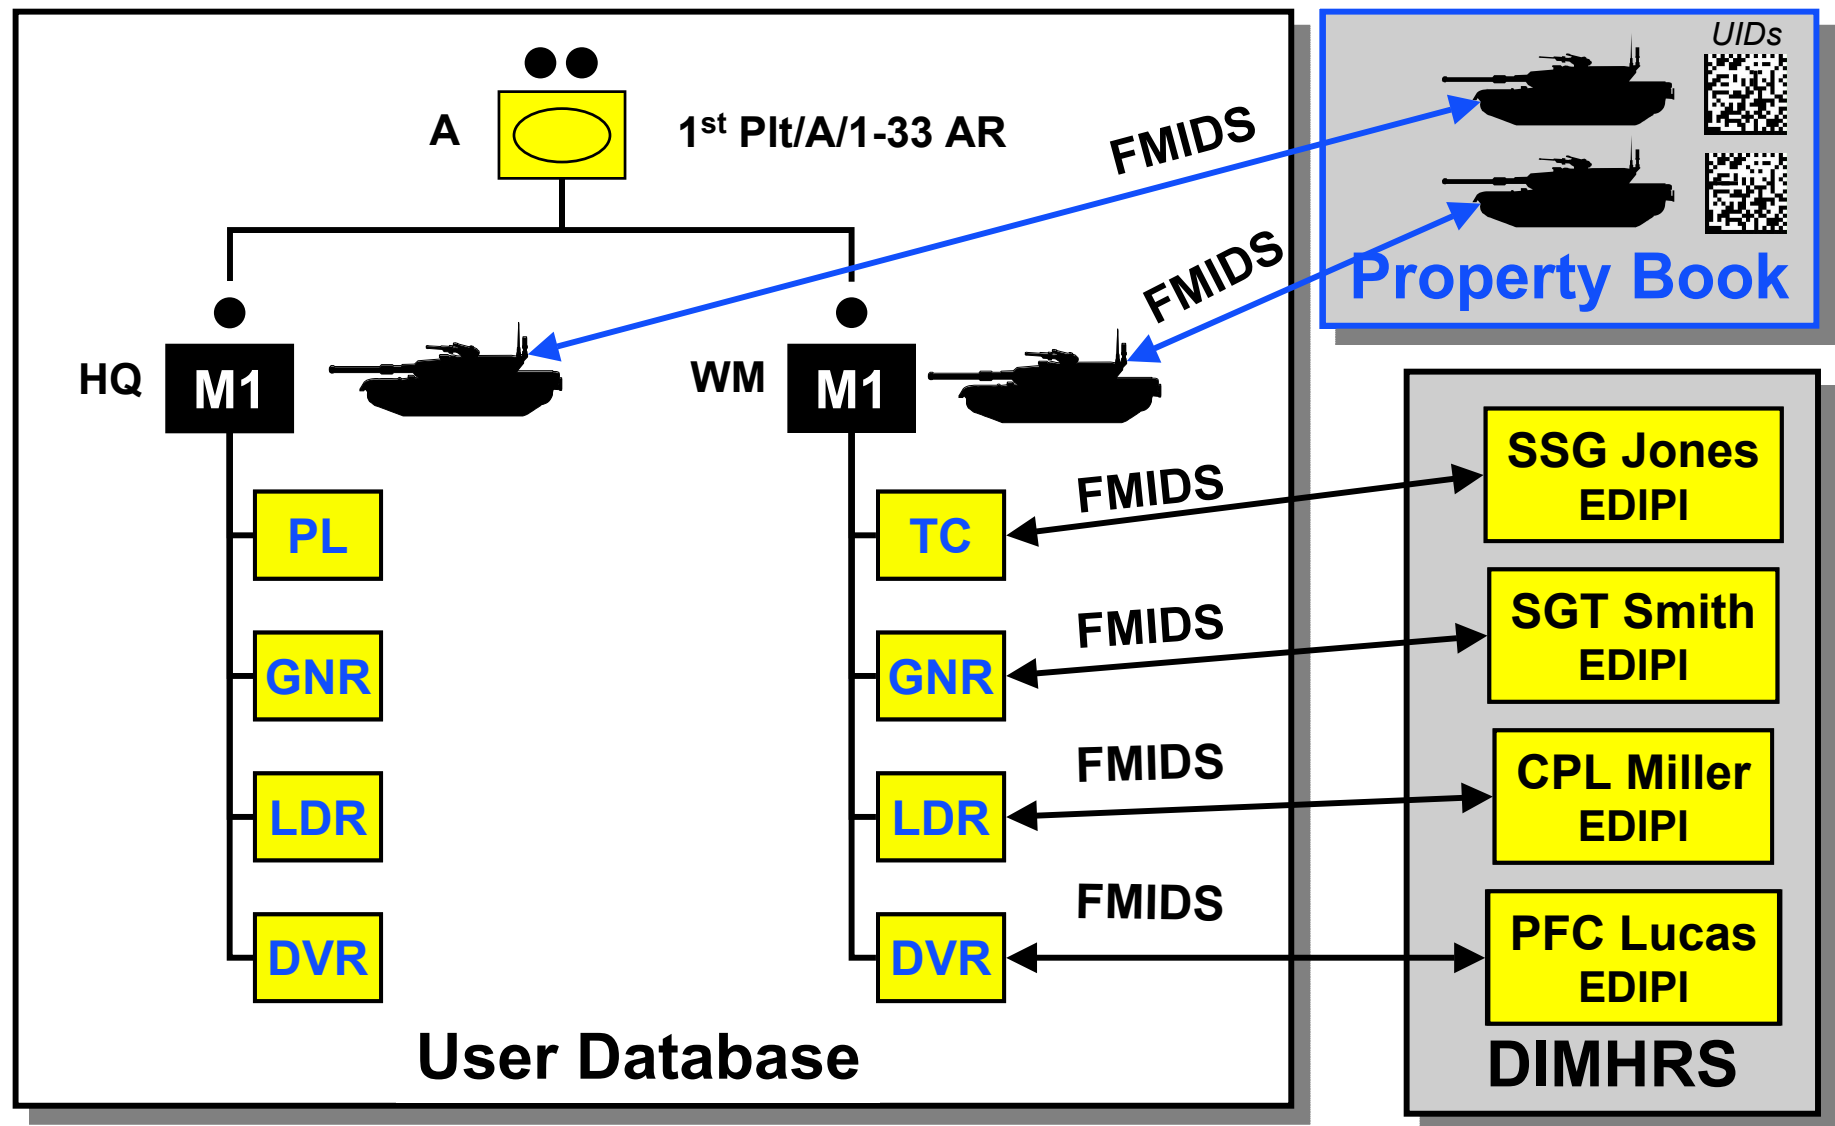 A
1st Plt/A/1-33 AR
HQ
M1
WM
M1
PL
GNR
LDR
DVR
TC
GNR
LDR
DVR
FMIDS
FMIDS
FMIDS
FMIDS
FMIDS
FMIDS
User Database
UIDs
Property Book
SSG Jones
EDIPI
SGT Smith
EDIPI
CPL Miller
EDIPI
PFC Lucas
EDIPI
DIMHRS